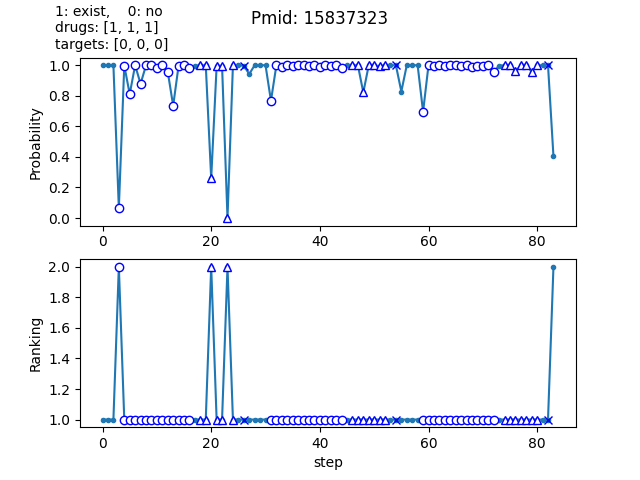 1: exist,    0: no
drugs: [1, 1, 1]
targets: [0, 0, 0]
Pmid: 15837323
Probability
1.0
0.8
0.6
0.4
0.2
0.0
0 20 40 60 80
Ranking
2.0
1.8
1.6
1.4
1.2
1.0
0 20 40 60 80
step